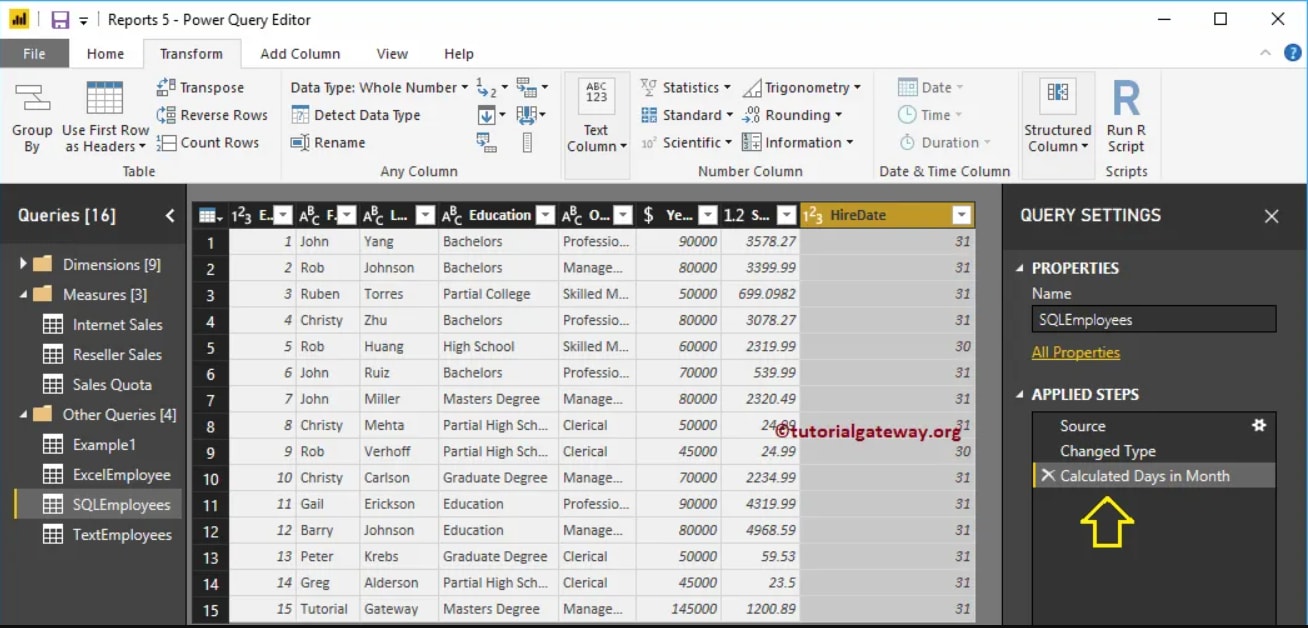 Reports 5 - Power Query Editor
File Home Transform Add Column View Help
Group By
Use First Row as Headers
Transpose
Reverse Rows
Count Rows
Table
Data Type: Whole Number
Detect Data Type
Rename
Any Column
ABC
123
Text Column
Statistics
Standard
10² Scientific
Trigonometry
.00 Rounding
Information
Number Column
Date
Time
Duration
Date & Time Column
Structured Column
R
Run R Script
Scripts
Queries [16]
Dimensions [9]
Measures [3]
Internet Sales
Reseller Sales
Sales Quota
Other Queries [4]
Example1
ExcelEmployee
SQLEmployees
TextEmployees
1²3 E... ABC F... ABC L... ABC Education ABC O... $ Ye... 1.2 S... 1²3 HireDate
1 1 John Yang Bachelors Professio... 90000 3578.27 31
2 2 Rob Johnson Bachelors Manage... 80000 3399.99 31
3 3 Ruben Torres Partial College Skilled M... 50000 699.0982 31
4 4 Christy Zhu Bachelors Professio... 80000 3078.27 31
5 5 Rob Huang High School Skilled M... 60000 2319.99 30
6 6 John Ruiz Bachelors Professio... 70000 539.99 31
7 7 John Miller Masters Degree Manage... 80000 2320.49 31
8 8 Christy Mehta Partial High Sch... Clerical 50000 24.99 31
©tutorialgateway.org
9 9 Rob Verhoff Partial High Sch... Clerical 45000 24.99 30
10 10 Christy Carlson Graduate Degree Manage... 70000 2234.99 31
11 11 Gail Erickson Education Professio... 90000 4319.99 31
12 12 Barry Johnson Education Manage... 80000 4968.59 31
13 13 Peter Krebs Graduate Degree Clerical 50000 59.53 31
14 14 Greg Alderson Partial High Sch... Clerical 45000 23.5 31
15 15 Tutorial Gateway Masters Degree Manage... 145000 1200.89 31
QUERY SETTINGS
PROPERTIES
Name
SQLEmployees
All Properties
APPLIED STEPS
Source
Changed Type
Calculated Days in Month